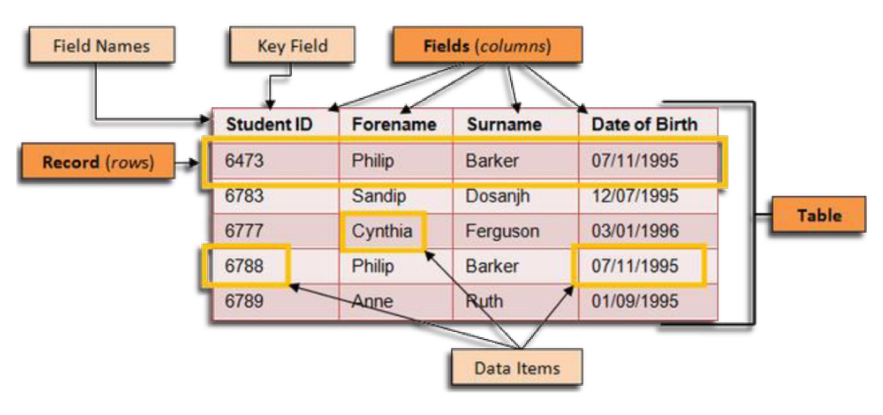 Field Names
Key Field
Fields (columns)
Student ID Forename Surname Date of Birth
Record (rows)
6473 Philip Barker 07/11/1995
6783 Sandip Dosanjh 12/07/1995
6777 Cynthia Ferguson 03/01/1996
6788 Philip Barker 07/11/1995
6789 Anne Ruth 01/09/1995
Table
Data Items